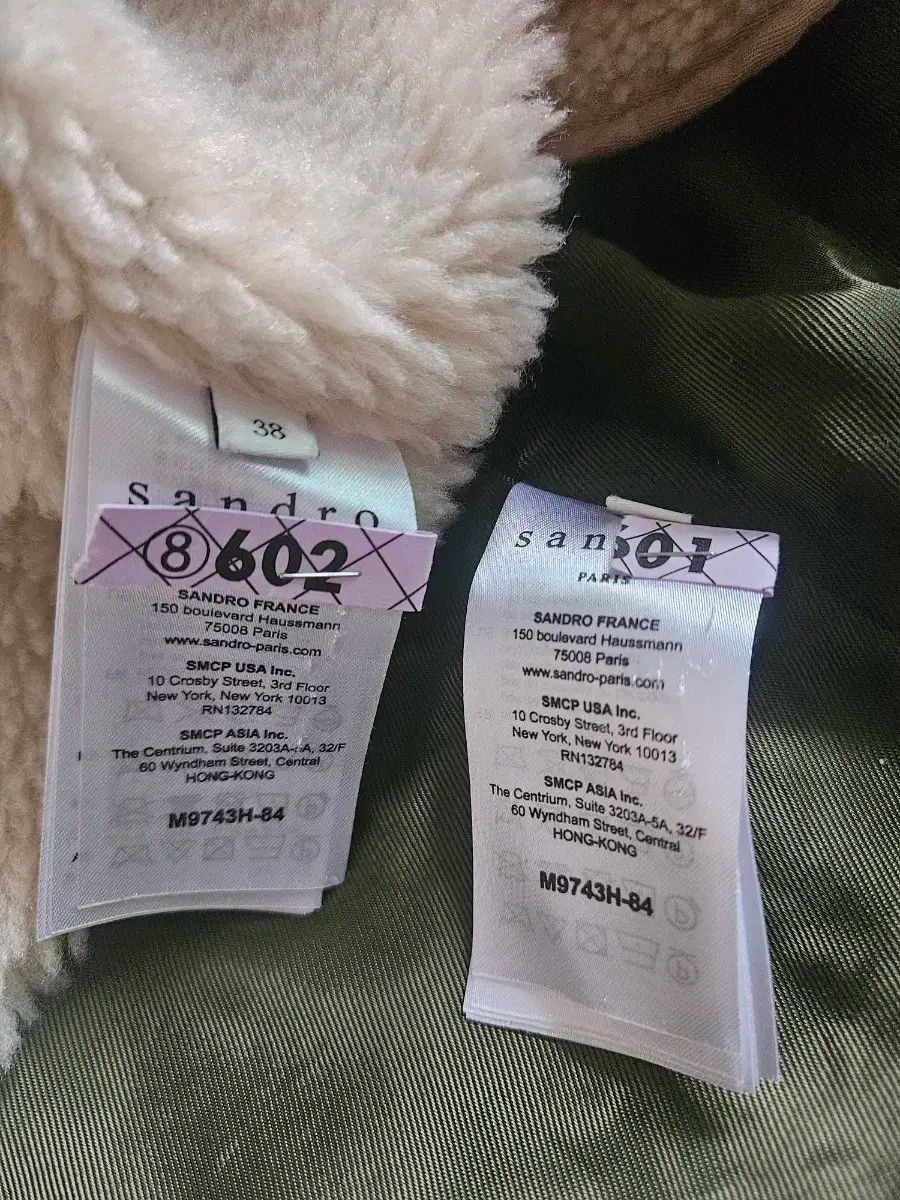 38
sandro
⑧602
SANDRO FRANCE
150 boulevard Haussmann
75008 Paris
www.sandro-paris.com
SMCP USA Inc.
10 Crosby Street, 3rd Floor
New York, New York 10013
RN132784
SMCP ASIA Inc.
The Centrium, Suite 3203A-5A, 32/F
60 Wyndham Street, Central
HONG-KONG
M9743H-84
san
601
PARIS
SANDRO FRANCE
150 boulevard Haussmann
75008 Paris
www.sandro-paris.com
SMCP USA Inc.
10 Crosby Street, 3rd Floor
New York, New York 10013
RN132784
SMCP ASIA Inc.
The Centrium, Suite 3203A-5A, 32/F
60 Wyndham Street, Central
HONG-KONG
M9743H-84